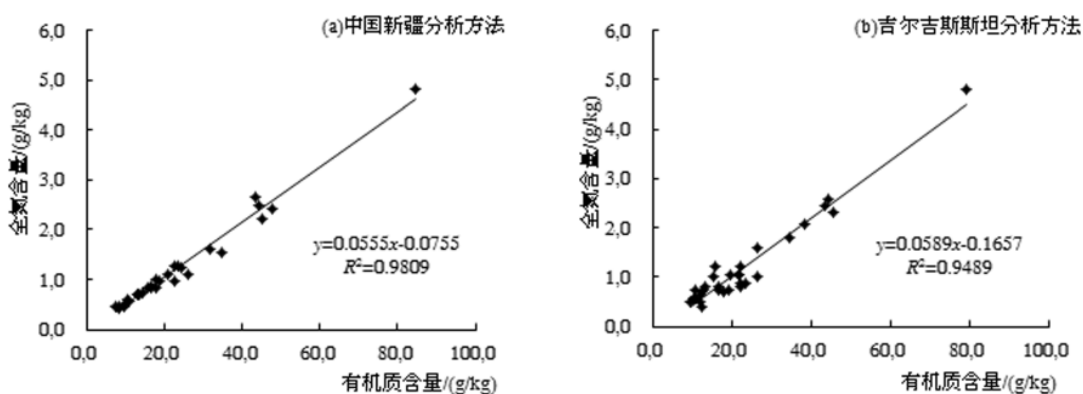 (a)中国新疆分析方法
6,0
5,0
4,0
3,0
2,0
1,0
0,0
全氮含量/(g/kg)
y=0.0555x-0.0755
R²=0.9809
0,0 20,0 40,0 60,0 80,0 100,0
有机质含量/(g/kg)
(b)吉尔吉斯斯坦分析方法
6,0
5,0
4,0
3,0
2,0
1,0
0,0
全氮含量/(g/kg)
y=0.0589x-0.1657
R²=0.9489
0,0 20,0 40,0 60,0 80,0 100,0
有机质含量/(g/kg)